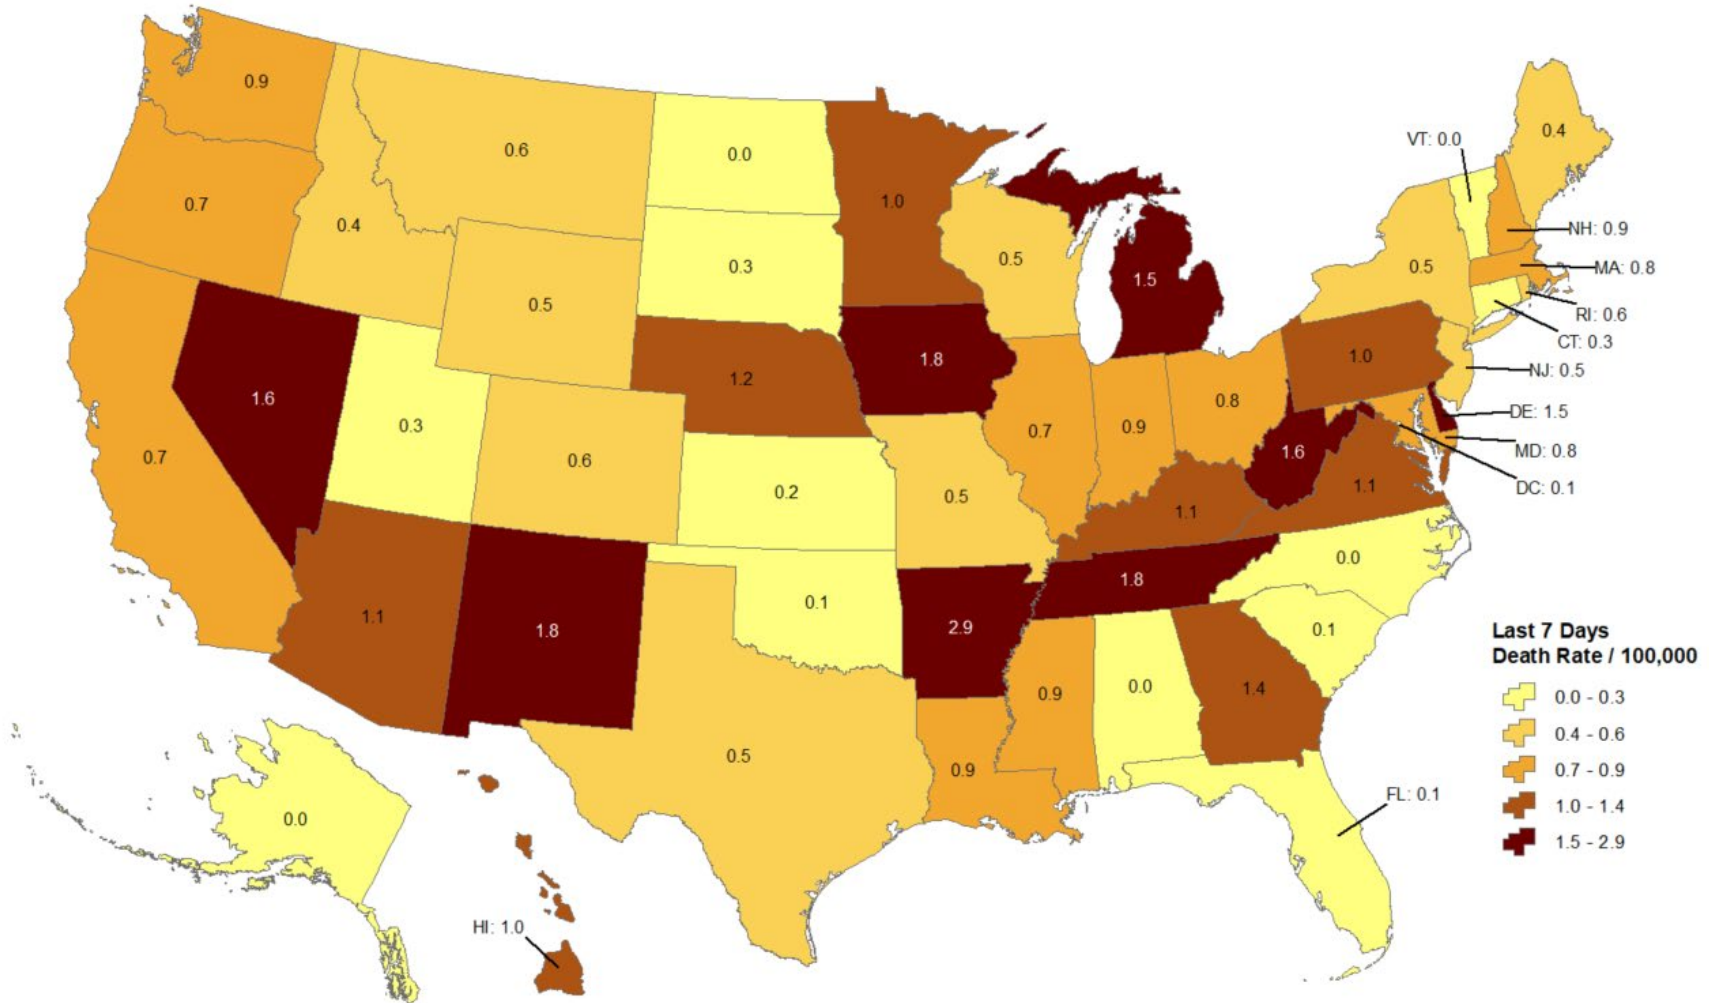 0.9
0.6
0.0
1.0
0.4
VT: 0.0
0.7
0.4
0.3
0.5
0.5
NH: 0.9
MA: 0.8
0.5
1.5
RI: 0.6
CT: 0.3
1.6
1.2
1.8
1.0
NJ: 0.5
0.3
0.7
0.9
0.8
DE: 1.5
0.7
0.6
1.6
MD: 0.8
0.2
0.5
1.1
1.1
DC: 0.1
1.1
1.8
0.1
2.9
1.8
0.0
0.1
0.5
0.9
0.9
0.0
1.4
0.0
HI: 1.0
FL: 0.1
Last 7 Days
Death Rate / 100,000
0.0 - 0.3
0.4 - 0.6
0.7 - 0.9
1.0 - 1.4
1.5 - 2.9